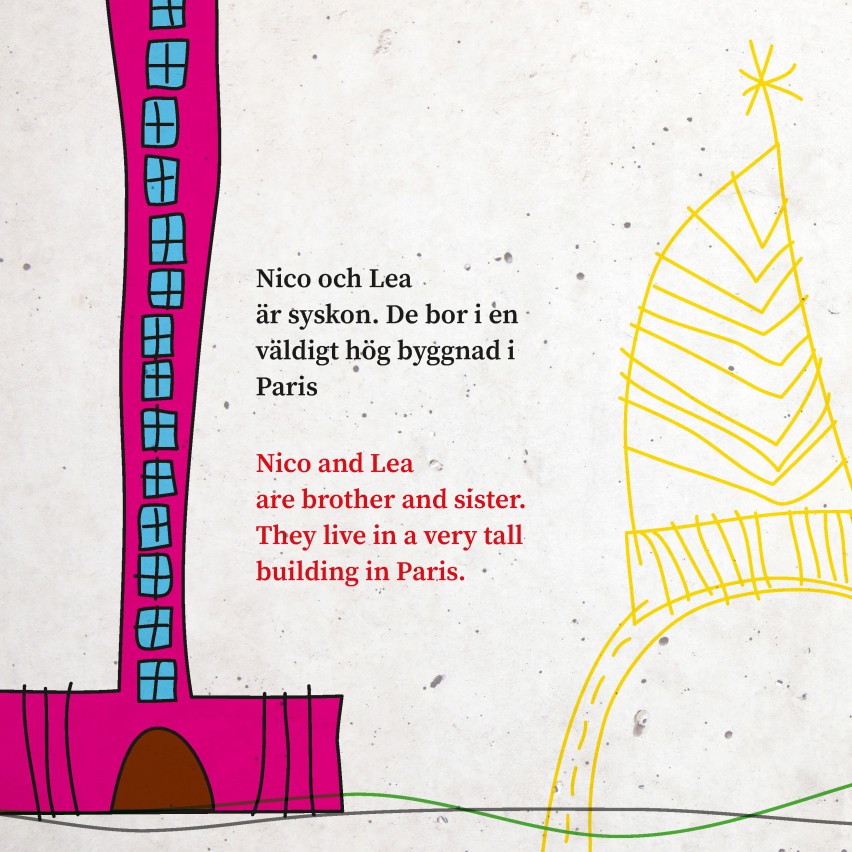 Nico och Lea
är syskon. De bor i en
väldigt hög byggnad i
Paris
Nico and Lea
are brother and sister.
They live in a very tall
building in Paris.